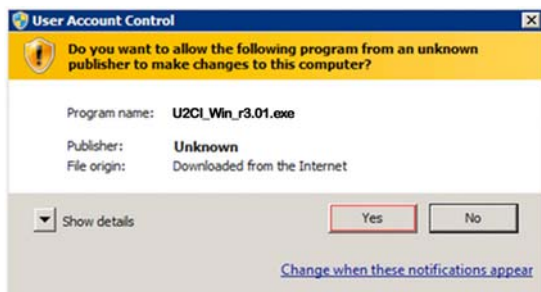 User Account Control
Do you want to allow the following program from an unknown
publisher to make changes to this computer?
Program name: U2CI_Win_r3.01.exe
Publisher: Unknown
File origin: Downloaded from the Internet
Show details Yes No
Change when these notifications appear